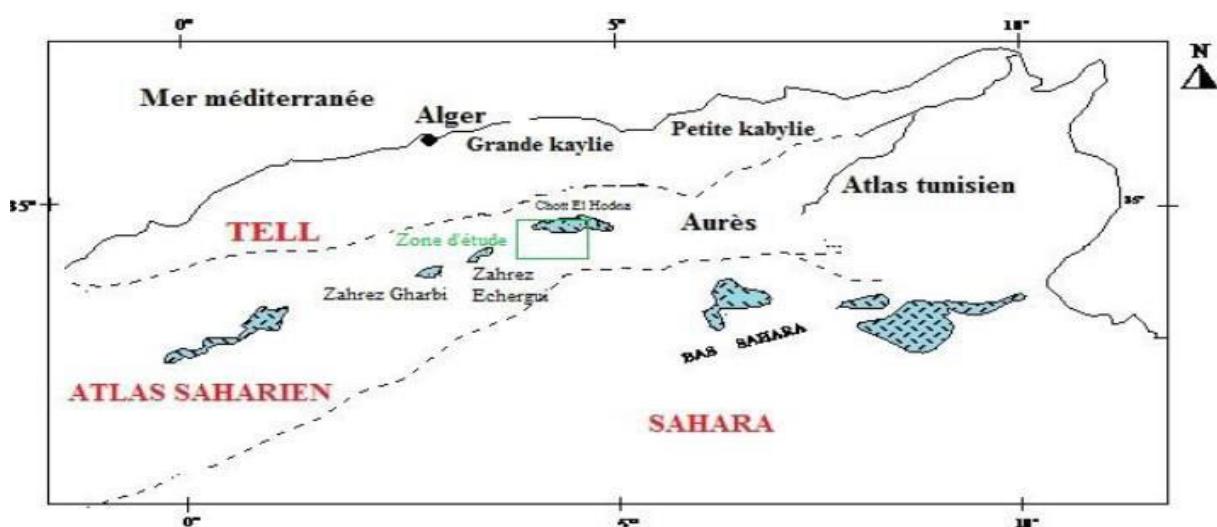 0°
5°
10°
N
Mer méditerranée
Alger
Petite kabylie
Grande kaylie
Atlas tunisien
35°
Chott El Hodna
35°
Aurès
TELL
Zone d'étude
Zahrez
Echergui
Zahrez Gharbi
BAS SAHARA
ATLAS SAHARIEN
SAHARA
0°
5°
10°